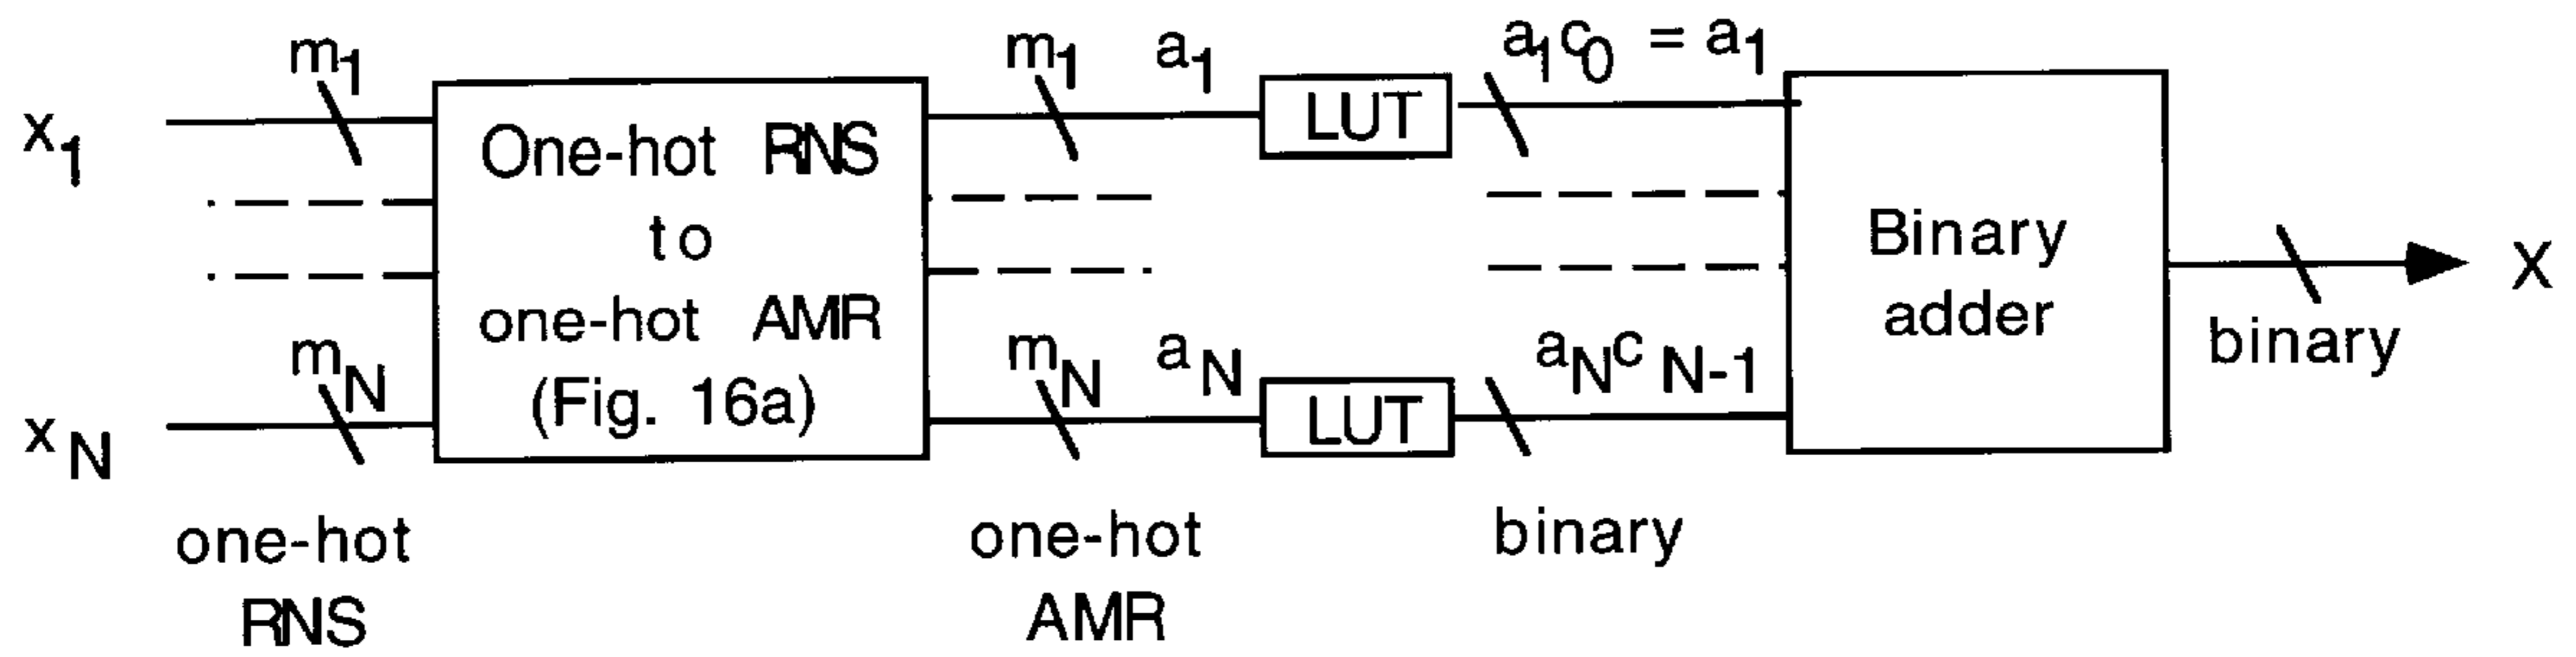 m1 m1 a1 a1c0 = a1
x1 One-hot RNS LUT
to Binary
one-hot AMR adder X
mN mN aN aNcN-1 binary
xN (Fig. 16a) LUT
one-hot one-hot binary
RNS AMR